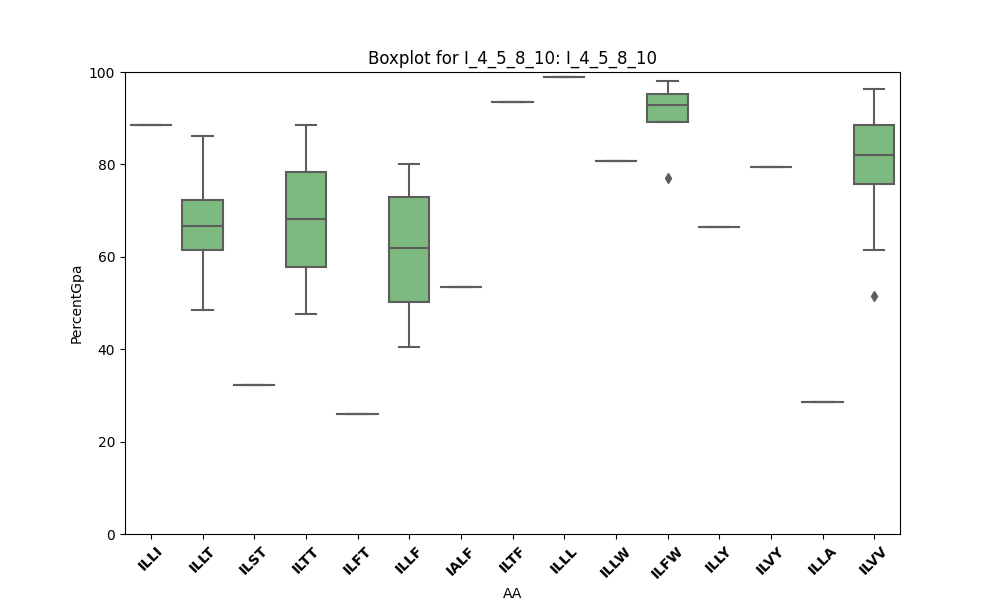 Boxplot for I_4_5_8_10: I_4_5_8_10
100
80
60
40
20
0
PercentGpa
ILLI
ILLT
ILST
ILTT
ILFT
ILLF
IALF
ILTF
ILLL
ILLW
ILFW
ILLY
ILVY
ILLA
ILVV
AA